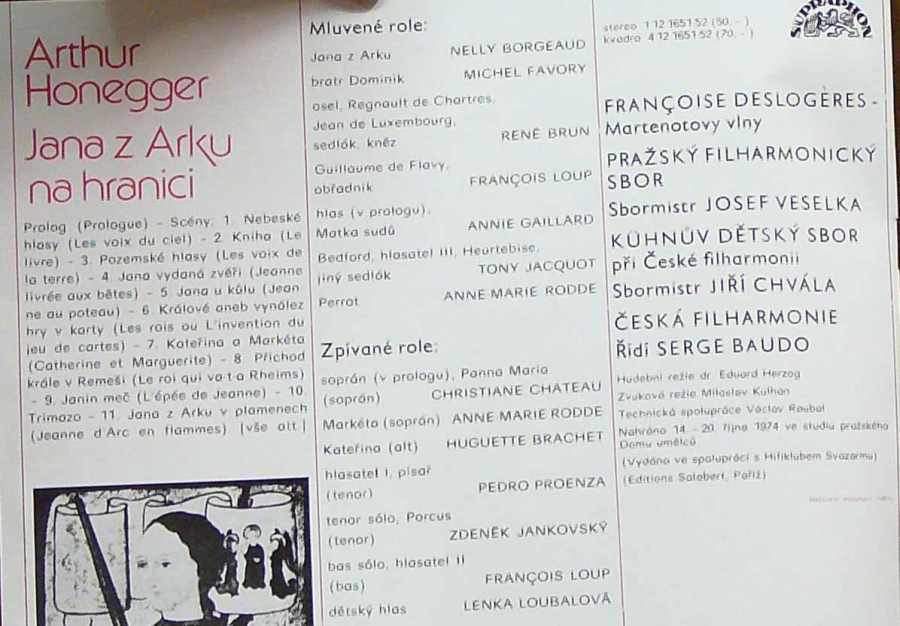 Arthur
Honegger
Jana z Arku
na hranici
Prolog (Prologue) - Scény: 1. Nebeské
hlasy (Les voix du ciel) - 2. Kniha (Le
livre) - 3. Pozemské hlasy (Les voix de
la terre) - 4. Jana vydaná zvěři (Jeanne
livrée aux bêtes) - 5. Jana u kůlu (Jean
ne au poteau) - 6. Králové aneb vynález
hry v karty (Les rois ou L'invention du
jeu de cartes) - 7. Kateřina a Markéta
(Catherine et Marguerite) - 8. Příchod
krále v Remeši (Le roi qui va-t-a Rheims)
- 9. Janin meč (L'épée de Jeanne) - 10.
Trimazo - 11. Jana z Arku v plamenech
(Jeanne d'Arc en flammes) [vše alt]
Mluvené role:
Jana z Arku NELLY BORGEAUD
bratr Dominik MICHEL FAVORY
osel, Regnault de Chartres,
Jean de Luxembourg,
sedlák, kněz RENÉ BRUN
Guillaume de Flavy,
obřadník FRANÇOIS LOUP
hlas (v prologu),
Matka sudů ANNIE GAILLARD
Bedford, hlasatel III, Heurtebise,
jiný sedlák TONY JACQUOT
Perrot ANNE MARIE RODDE
Zpívané role:
soprán (v prologu), Panna Maria
(soprán) CHRISTIANE CHÂTEAU
Markéta (soprán) ANNE MARIE RODDE
Kateřina (alt) HUGUETTE BRACHET
hlasatel I, písař
(tenor) PEDRO PROENZA
tenor sólo, Porcus
(tenor) ZDENĚK JANKOVSKÝ
bas sólo, hlasatel II
(bas) FRANÇOIS LOUP
dětský hlas LENKA LOUBALOVÁ
stereo 1 12 1651-52 (50,-)
kvadro 4 12 1651-52 (70,-)
SUPRAPHON
FRANÇOISE DESLOGÈRES -
Martenotovy vlny
PRAŽSKÝ FILHARMONICKÝ
SBOR
Sbormistr JOSEF VESELKA
KÜHNŮV DĚTSKÝ SBOR
při České filharmonii
Sbormistr JIŘÍ CHVÁLA
ČESKÁ FILHARMONIE
Řídí SERGE BAUDO
Hudební režie dr. Eduard Herzog
Zvuková režie Miloslav Kulhan
Technická spolupráce Václav Roubal
Nahráno 14. - 20. října 1974 ve studiu pražského
Domu umělců
(Vydáno ve spolupráci s Hifiklubem Svazarmu)
(Editions Salabert, Paříž)